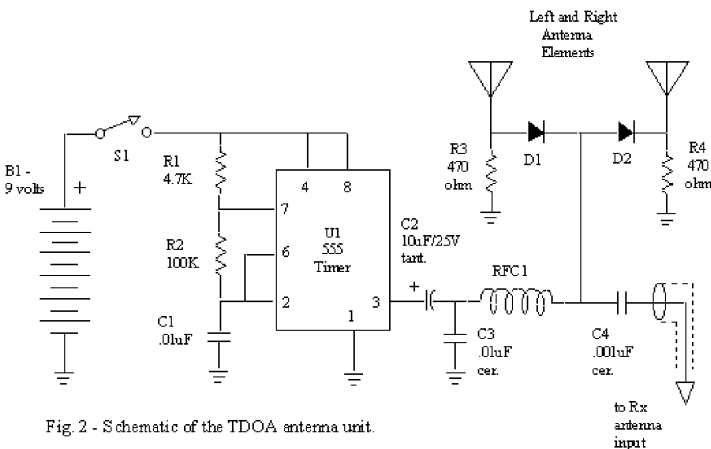 Left and Right
Antenna
Elements
B1 -
9 volts
+
S1
R1
4.7K
R2
100K
C1
.01uF
4
8
7
6
2
3
1
U1
555
Timer
C2
10uF/25V
tant.
+
RFC1
C3
.01uF
cer.
C4
.001uF
cer.
R3
470
ohm
D1
D2
R4
470
ohm
to Rx
antenna
input
Fig. 2 - Schematic of the TDOA antenna unit.